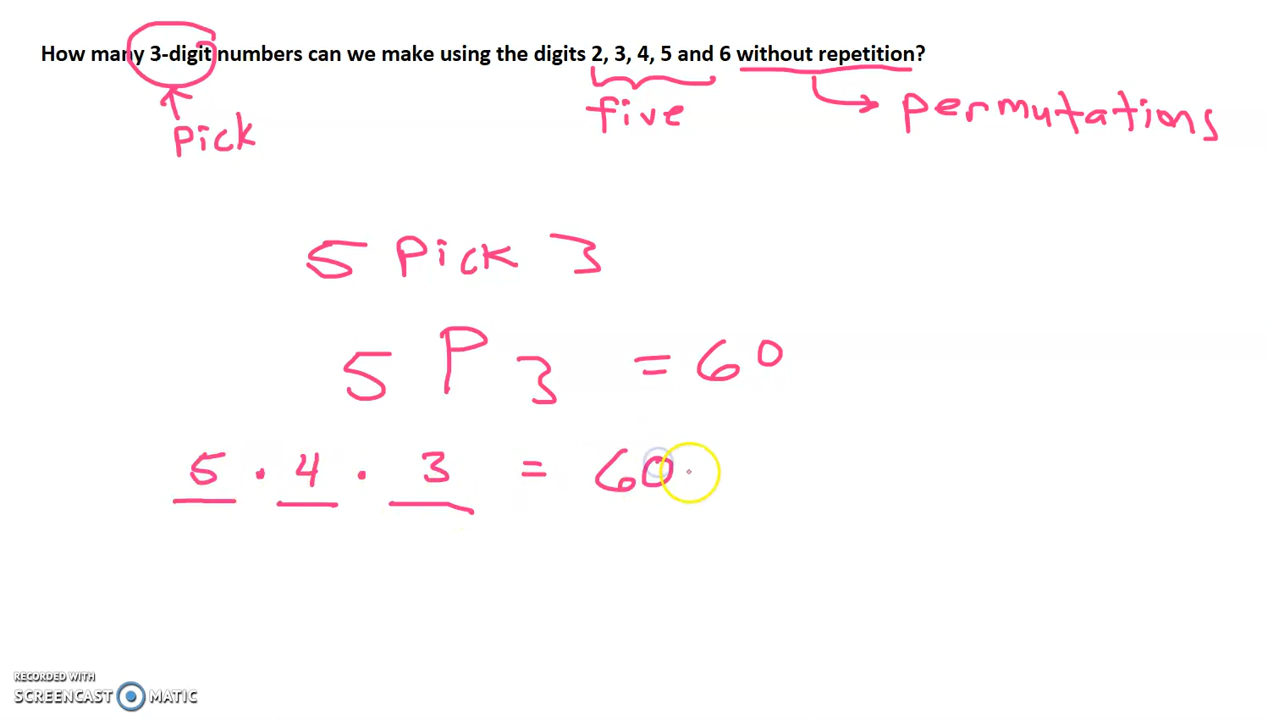 How many 3-digit numbers can we make using the digits 2, 3, 4, 5 and 6 without repetition?
Pick
five
permutations
5 Pick 3
5 P 3 = 60
5 · 4 · 3 = 60
RECORDED WITH
SCREENCAST MATIC